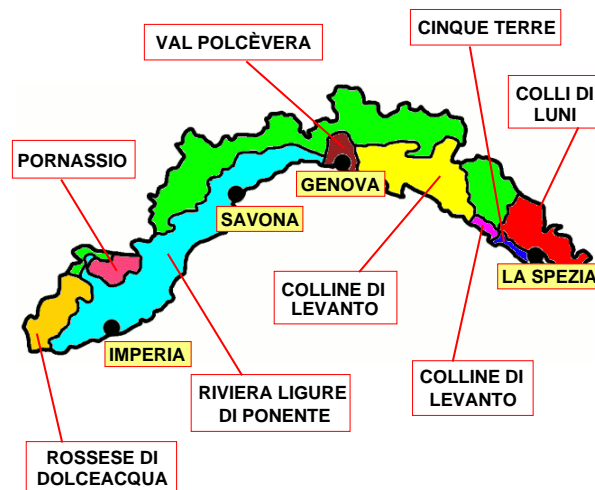 VAL POLCÈVERA
CINQUE TERRE
COLLI DI
LUNI
PORNASSIO
GENOVA
SAVONA
LA SPEZIA
COLLINE DI
LEVANTO
IMPERIA
RIVIERA LIGURE
DI PONENTE
COLLINE DI
LEVANTO
ROSSESE DI
DOLCEACQUA